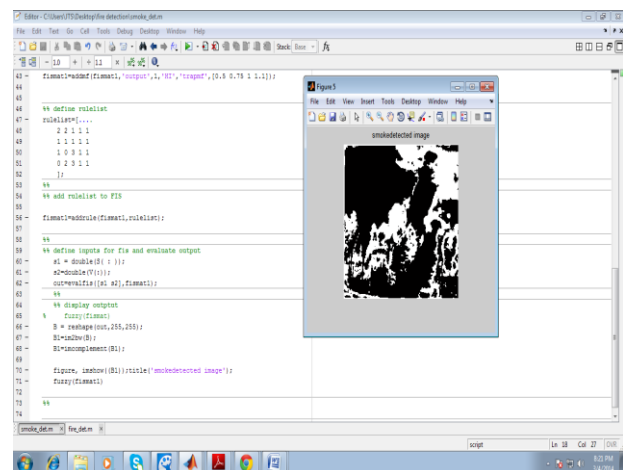 Editor - C:\Users\ITS\Desktop\fire detection\smoke_det.m
File Edit Text Go Cell Tools Debug Desktop Window Help
Stack: Base
- 1.0 + ÷ 1.1 ×
43 - fismat1=addmf(fismat1,'output',1,'HI','trapmf',[0.5 0.75 1 1.1]);
44
45
46 %% define rulelist
47 - rulelist=[....
48 2 2 1 1 1
49 1 1 1 1 1
50 1 0 3 1 1
51 0 2 3 1 1
52 ];
53 %%
54 %% add rulelist to FIS
55
56 - fismat1=addrule(fismat1,rulelist);
57
58 %%
59 %% define inputs for fis and evaluate output
60 - s1 = double(S( : ));
61 - s2=double(V(:));
62 - out=evalfis([s1 s2],fismat1);
63 %%
64 %% display output
65 % fuzzy(fismat)
66 - B = reshape(out,255,255);
67 - B1=im2bw(B);
68 - B1=imcomplement(B1);
69
70 - figure, imshow((B1));title('smokedetected image');
71 - fuzzy(fismat1)
72
73 %%
74
Figure 5
File Edit View Insert Tools Desktop Window Help
smokedetected image
smoke_det.m × fire_det.m ×
script Ln 18 Col 27 OVR
8:22 PM